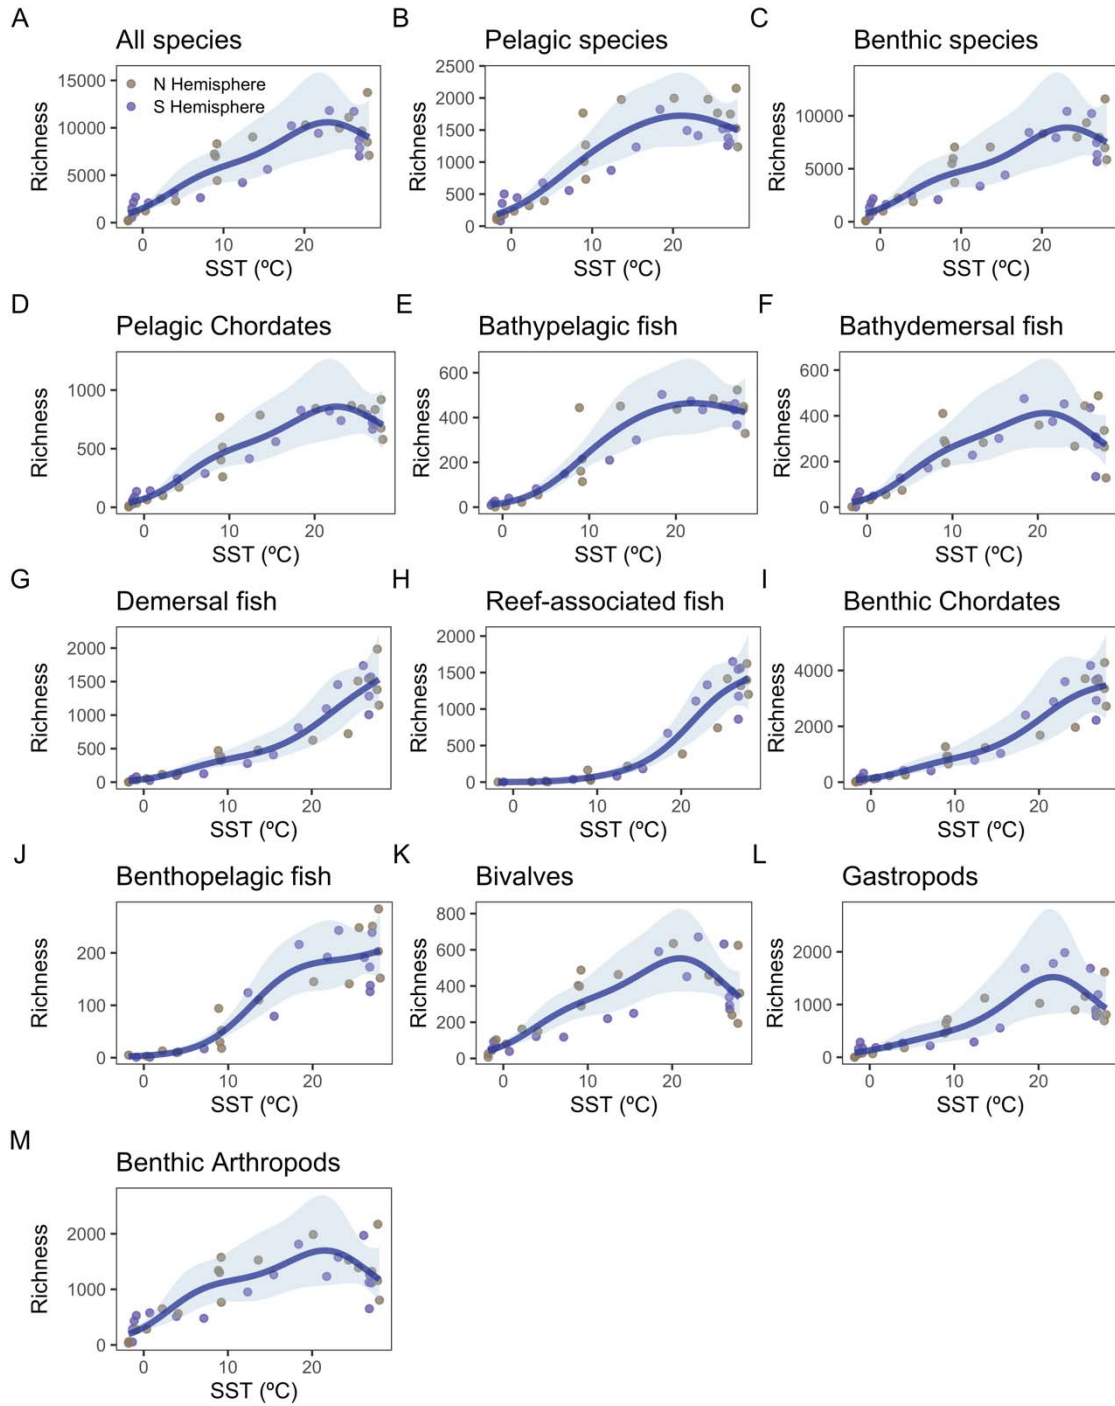 A
All species
15000
10000
5000
0
Richness
N Hemisphere
S Hemisphere
0
20
SST (ºC)
B
Pelagic species
2500
2000
1500
1000
500
0
Richness
0
10
20
SST (ºC)
C
Benthic species
10000
5000
0
Richness
0
10
20
SST (ºC)
D
Pelagic Chordates
1000
500
0
Richness
0
10
20
SST (ºC)
E
Bathypelagic fish
600
400
200
0
Richness
0
10
20
SST (ºC)
F
Bathydemersal fish
600
400
200
0
Richness
0
10
20
SST (ºC)
G
Demersal fish
2000
1500
1000
500
0
Richness
0
10
20
SST (ºC)
H
Reef-associated fish
2000
1500
1000
500
0
Richness
0
10
20
SST (ºC)
I
Benthic Chordates
4000
2000
0
Richness
0
10
20
SST (ºC)
J
Benthopelagic fish
200
100
0
Richness
0
10
20
SST (ºC)
K
Bivalves
800
600
400
200
0
Richness
0
10
20
SST (ºC)
L
Gastropods
2000
1000
0
Richness
0
10
20
SST (ºC)
M
Benthic Arthropods
2000
1000
0
Richness
0
10
20
SST (ºC)